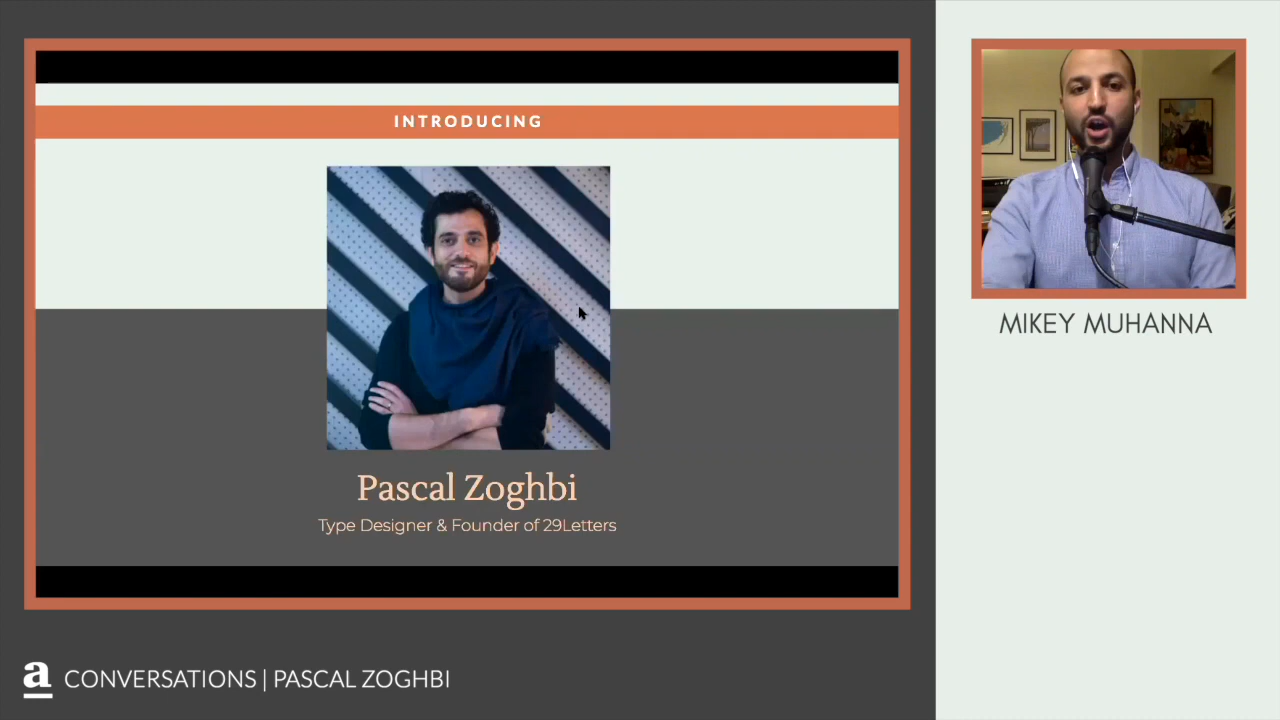 INTRODUCING
Pascal Zoghbi
Type Designer & Founder of 29Letters
MIKEY MUHANNA
a CONVERSATIONS | PASCAL ZOGHBI